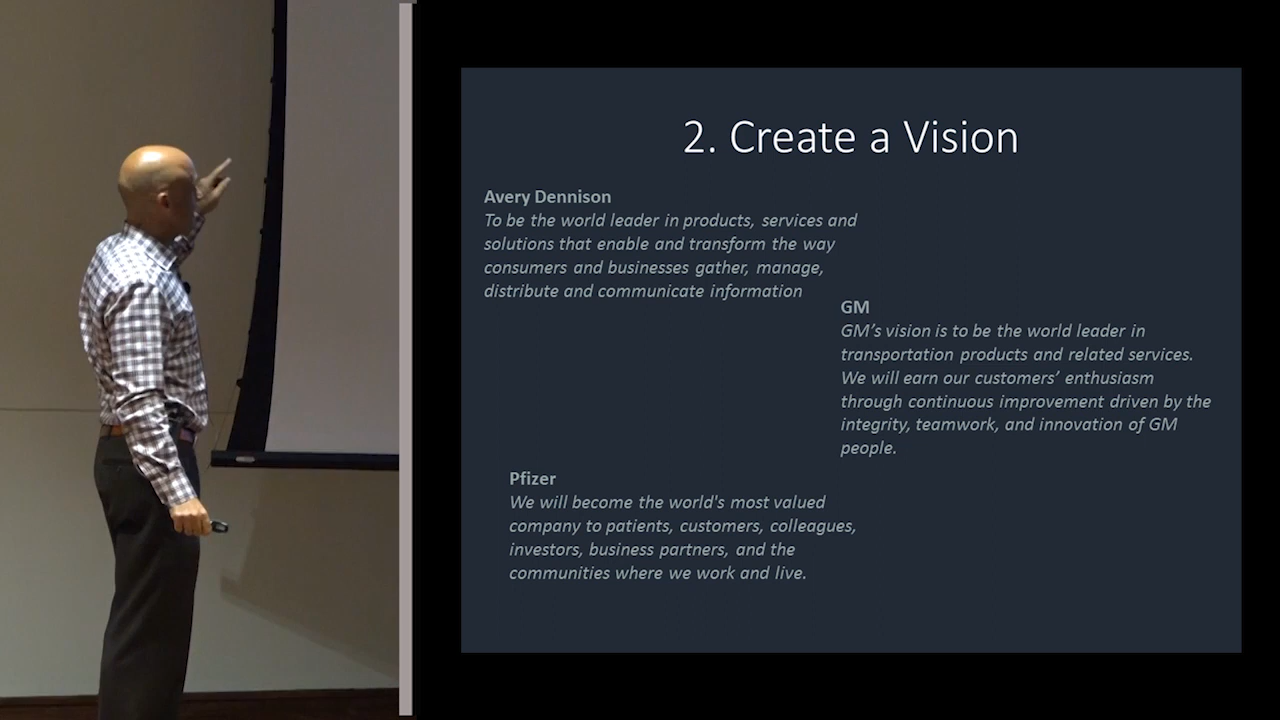 2. Create a Vision
Avery Dennison
To be the world leader in products, services and
solutions that enable and transform the way
consumers and businesses gather, manage,
distribute and communicate information
GM
GM’s vision is to be the world leader in
transportation products and related services.
We will earn our customers’ enthusiasm
through continuous improvement driven by the
integrity, teamwork, and innovation of GM
people.
Pfizer
We will become the world's most valued
company to patients, customers, colleagues,
investors, business partners, and the
communities where we work and live.